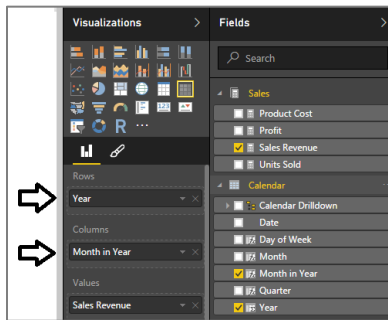 Visualizations
Fields
Search
Sales
Product Cost
Profit
Sales Revenue
Units Sold
Calendar
Calendar Drilldown
Date
Day of Week
Month
Month in Year
Quarter
Year
R
123
Rows
Year
Columns
Month in Year
Values
Sales Revenue